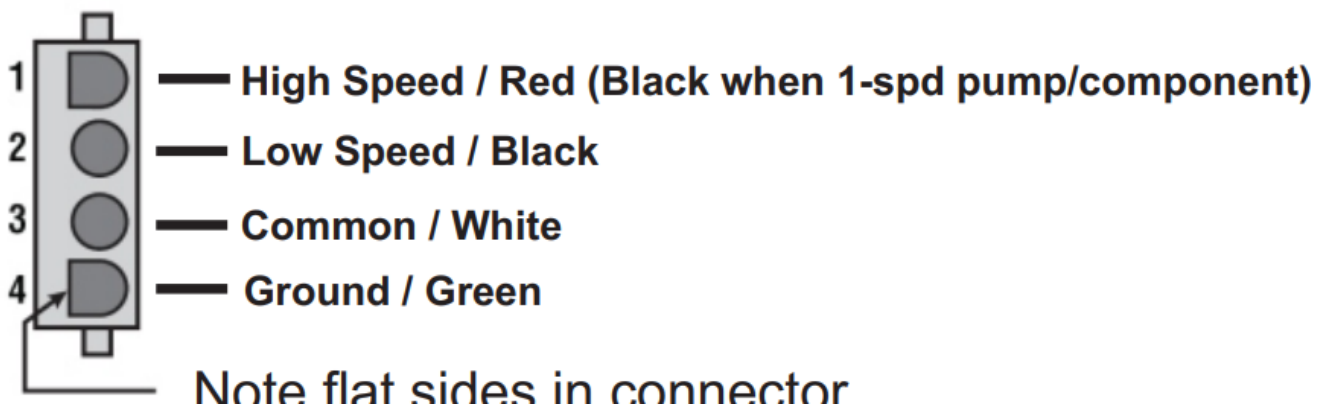 1 High Speed / Red (Black when 1-spd pump/component)
2 Low Speed / Black
3 Common / White
4 Ground / Green
Note flat sides in connector